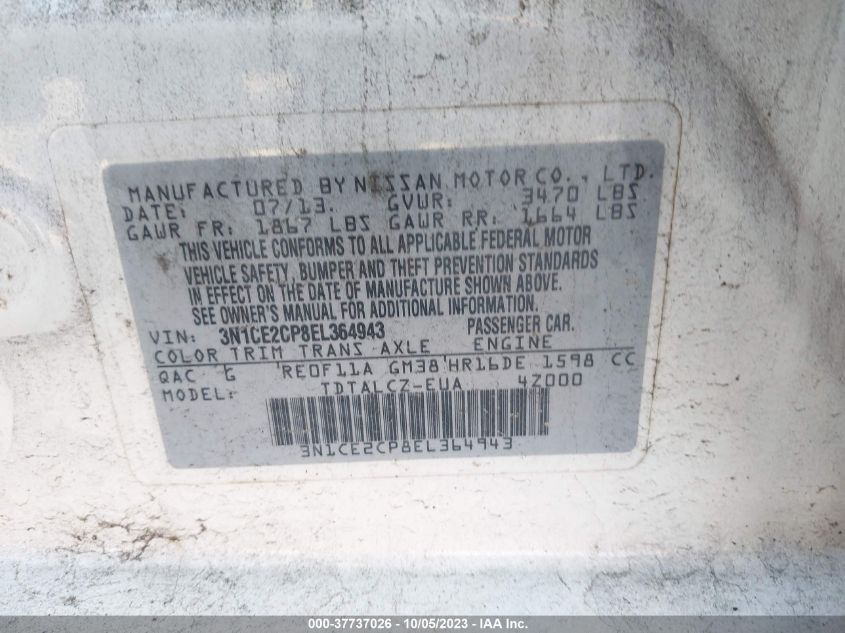 MANUFACTURED BY NISSAN MOTOR CO., LTD.
DATE: 07/13. GVWR: 3470 LBS
GAWR FR: 1867 LBS GAWR RR: 1664 LBS
THIS VEHICLE CONFORMS TO ALL APPLICABLE FEDERAL MOTOR
VEHICLE SAFETY, BUMPER AND THEFT PREVENTION STANDARDS
IN EFFECT ON THE DATE OF MANUFACTURE SHOWN ABOVE.
SEE OWNER'S MANUAL FOR ADDITIONAL INFORMATION.
VIN: 3N1CE2CP8EL364943 PASSENGER CAR.
COLOR TRIM TRANS AXLE ENGINE
QAC G RE0F11A GM38 HR16DE 1598 CC
MODEL: TDTALCZ-EUA 4Z000
3N1CE2CP8EL364943
000-37737026 - 10/05/2023 - IAA Inc.